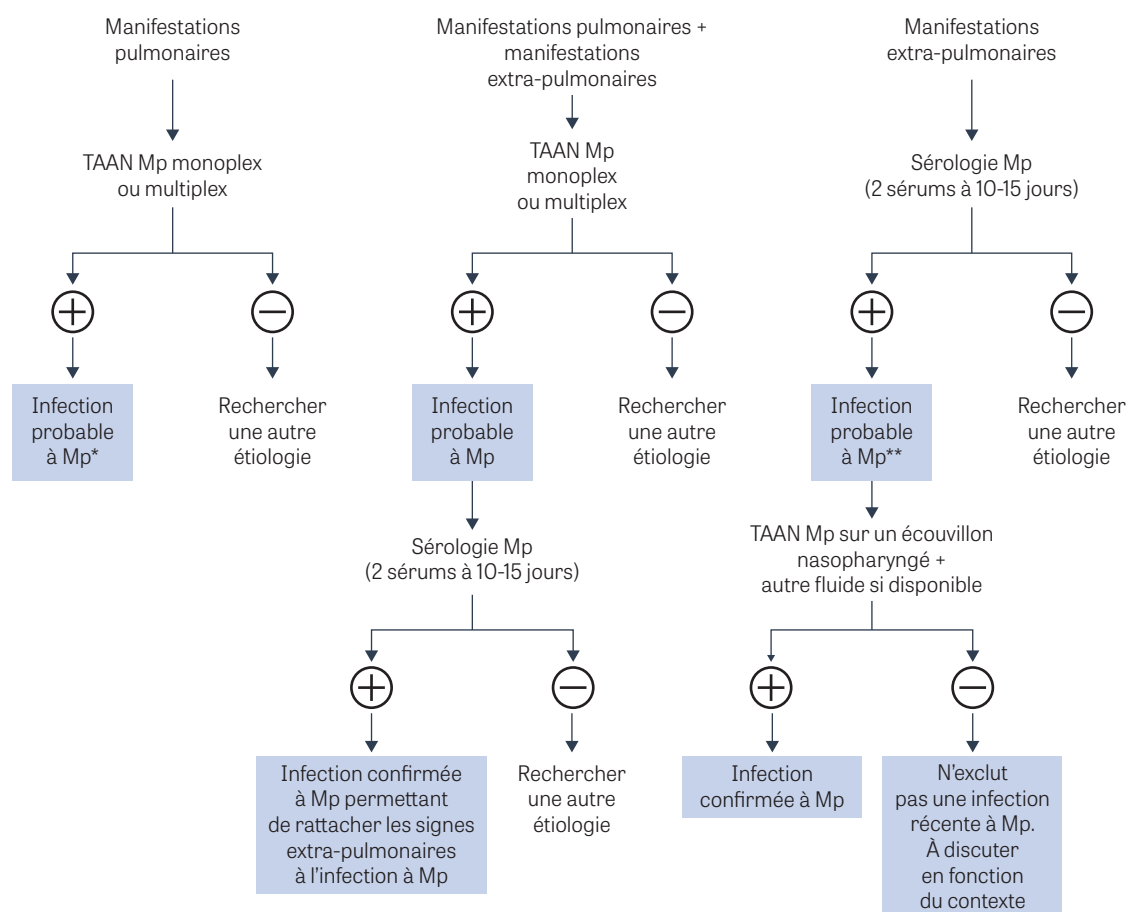 Manifestations
pulmonaires
Manifestations pulmonaires +
manifestations
extra-pulmonaires
Manifestations
extra-pulmonaires
TAAN Mp monoplex
ou multiplex
TAAN Mp
monoplex
ou multiplex
Sérologie Mp
(2 sérums à 10-15 jours)
+
−
+
−
+
−
Infection
probable
à Mp*
Rechercher
une autre
étiologie
Infection
probable
à Mp
Rechercher
une autre
étiologie
Infection
probable
à Mp**
Rechercher
une autre
étiologie
Sérologie Mp
(2 sérums à 10-15 jours)
TAAN Mp sur un écouvillon
nasopharyngé +
autre fluide si disponible
+
−
+
−
Infection confirmée
à Mp permettant
de rattacher les signes
extra-pulmonaires
à l’infection à Mp
Rechercher
une autre
étiologie
Infection
confirmée à Mp
N’exclut
pas une infection
récente à Mp.
À discuter
en fonction
du contexte